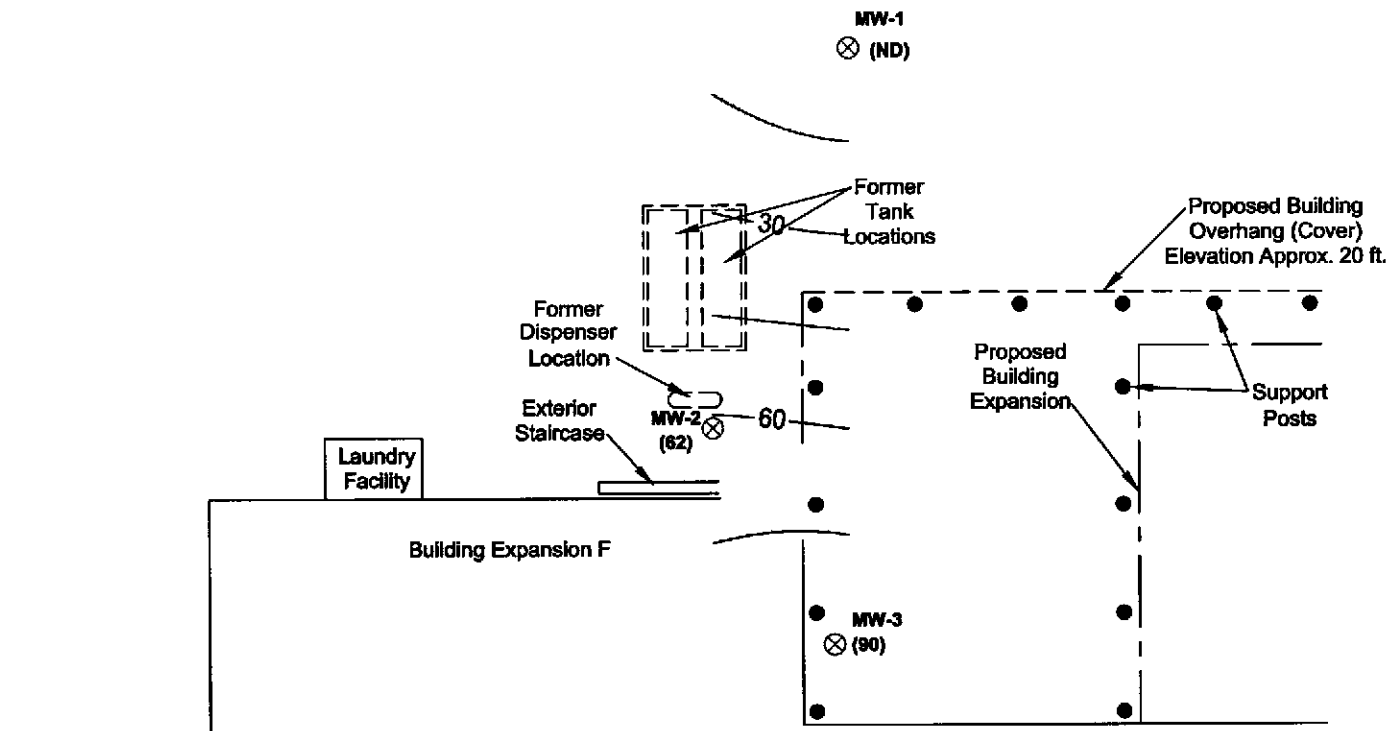 MW-1
(ND)
Former
Tank
Locations
30
Proposed Building
Overhang (Cover)
Elevation Approx. 20 ft.
Former
Dispenser
Location
Proposed
Building
Expansion
Support
Posts
Exterior
Staircase
MW-2
(62)
60
Laundry
Facility
Building Expansion F
MW-3
(90)